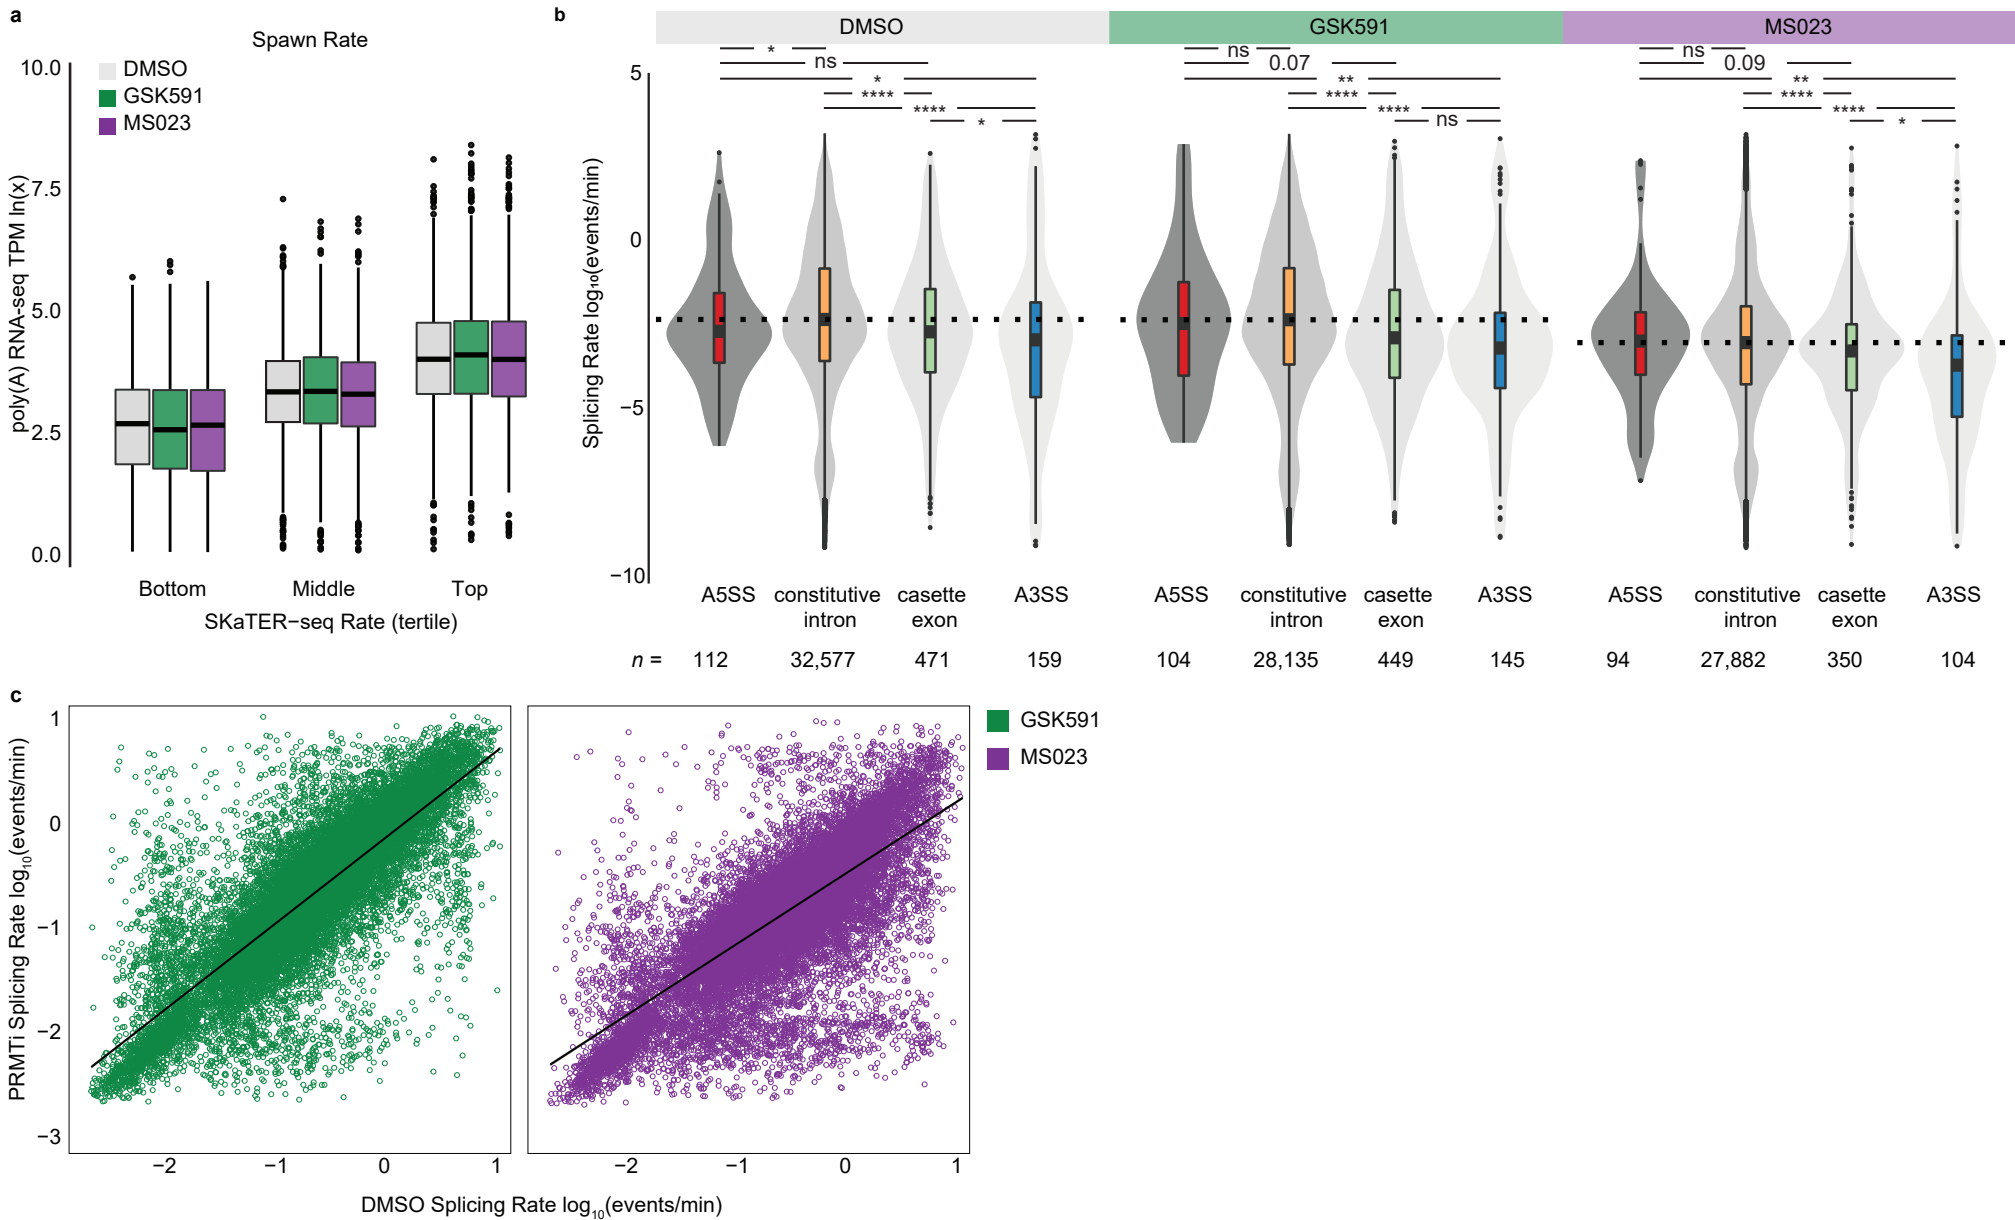 a
Spawn Rate
10.0
7.5
5.0
2.5
0.0
poly(A) RNA-seq TPM ln(x)
DMSO
GSK591
MS023
Bottom Middle Top
SKaTER−seq Rate (tertile)
b
DMSO GSK591 MS023
* ns * **** **** *
ns 0.07 ** **** **** ns
ns 0.09 ** **** **** *
5
0
−5
−10
Splicing Rate log10(events/min)
A5SS constitutive casette A3SS A5SS constitutive casette A3SS A5SS constitutive casette A3SS
intron exon intron exon intron exon
n = 112 32,577 471 159 104 28,135 449 145 94 27,882 350 104
c
1
0
−1
−2
−3
PRMTi Splicing Rate log10(events/min)
GSK591
MS023
−2 −1 0 1 −2 −1 0 1
DMSO Splicing Rate log10(events/min)